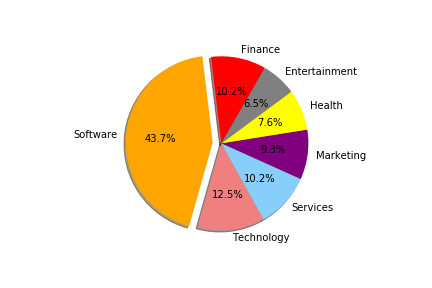 Finance
10.2%
Entertainment
6.5%
Health
7.6%
Software
43.7%
Marketing
9.3%
Services
10.2%
Technology
12.5%